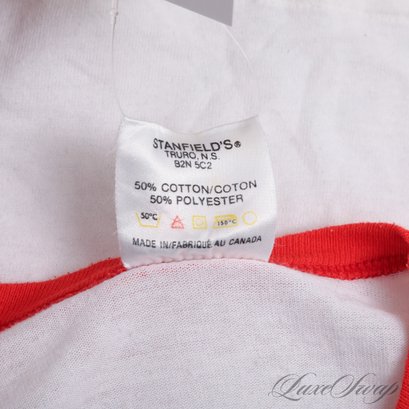 STANFIELD'S®
TRURO, N.S.
B2N 5C2
50% COTTON/COTON
50% POLYESTER
50°C 150°C
MADE IN/FABRIQUÉ AU CANADA
LuxeSwap